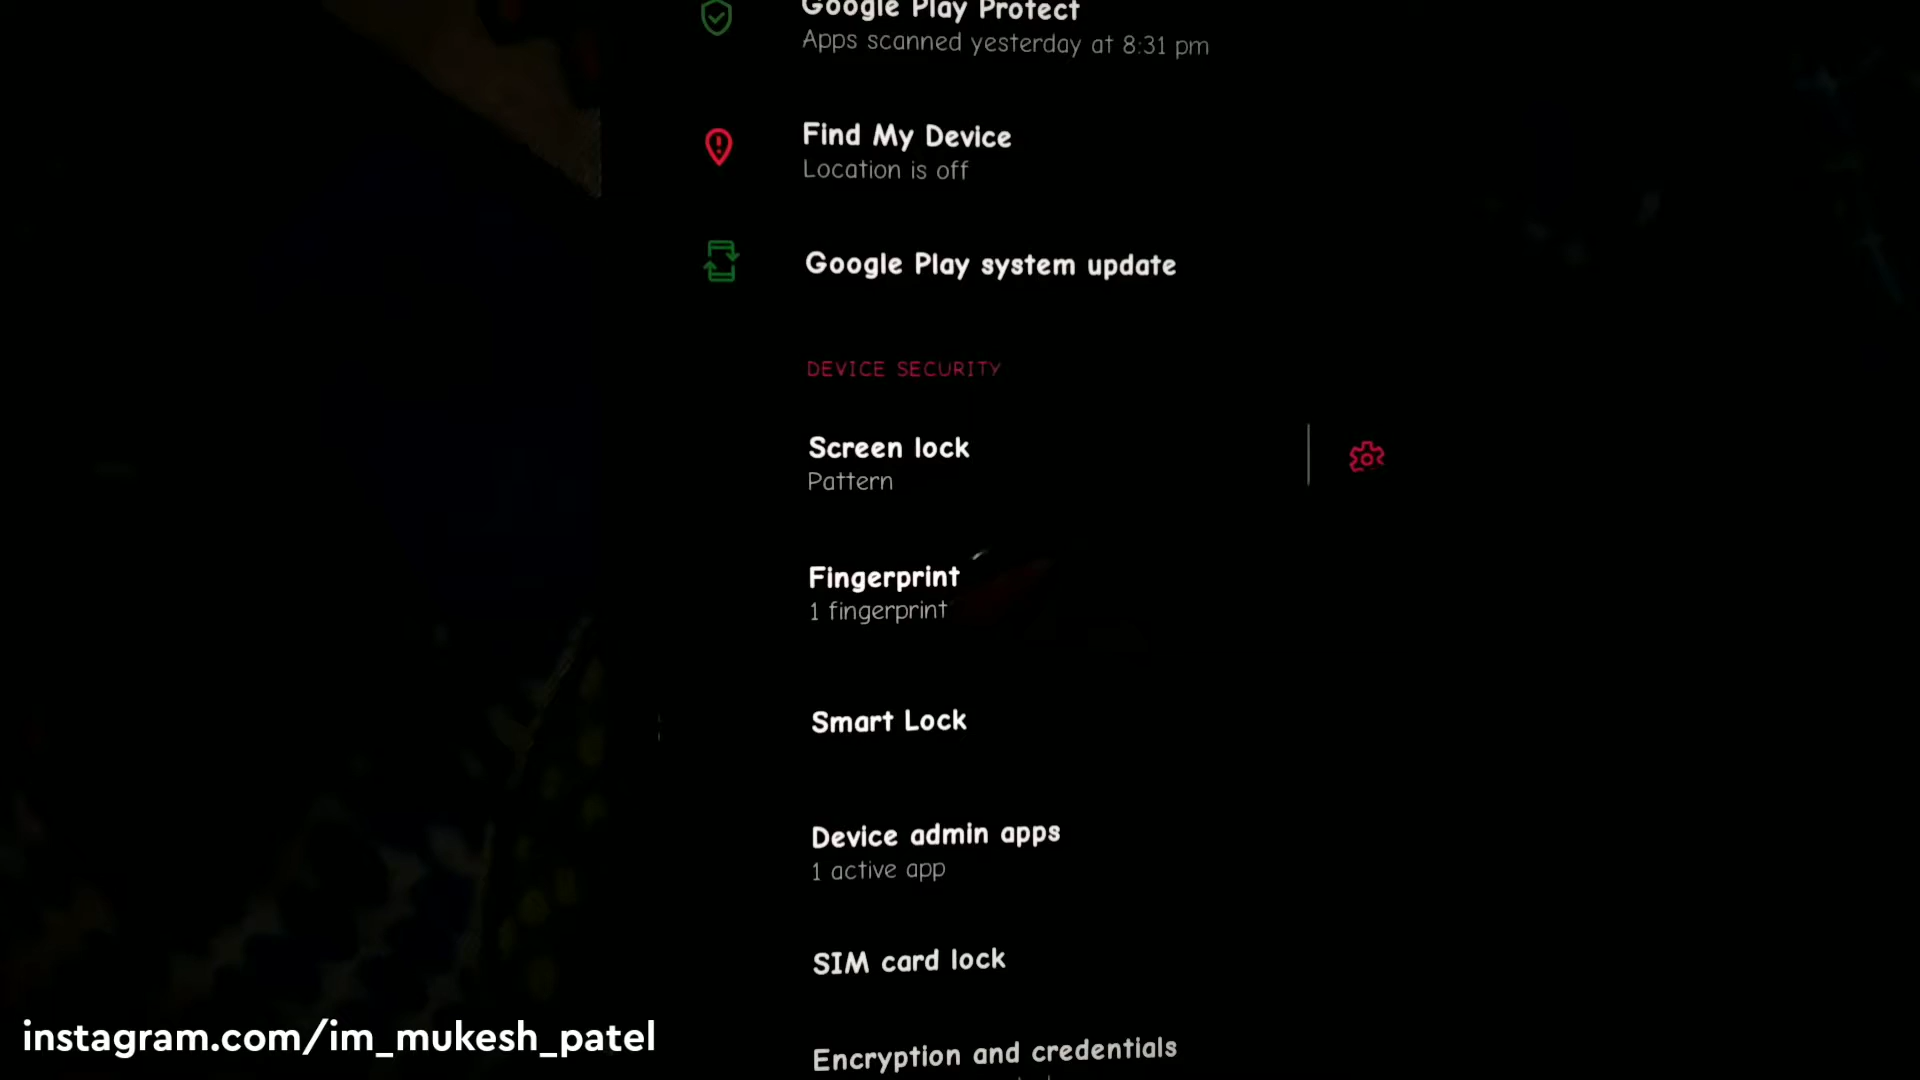 Google Play Protect
Apps scanned yesterday at 8:31 pm
Find My Device
Location is off
Google Play system update
DEVICE SECURITY
Screen lock
Pattern
Fingerprint
1 fingerprint
Smart Lock
Device admin apps
1 active app
SIM card lock
Encryption and credentials
instagram.com/im_mukesh_patel